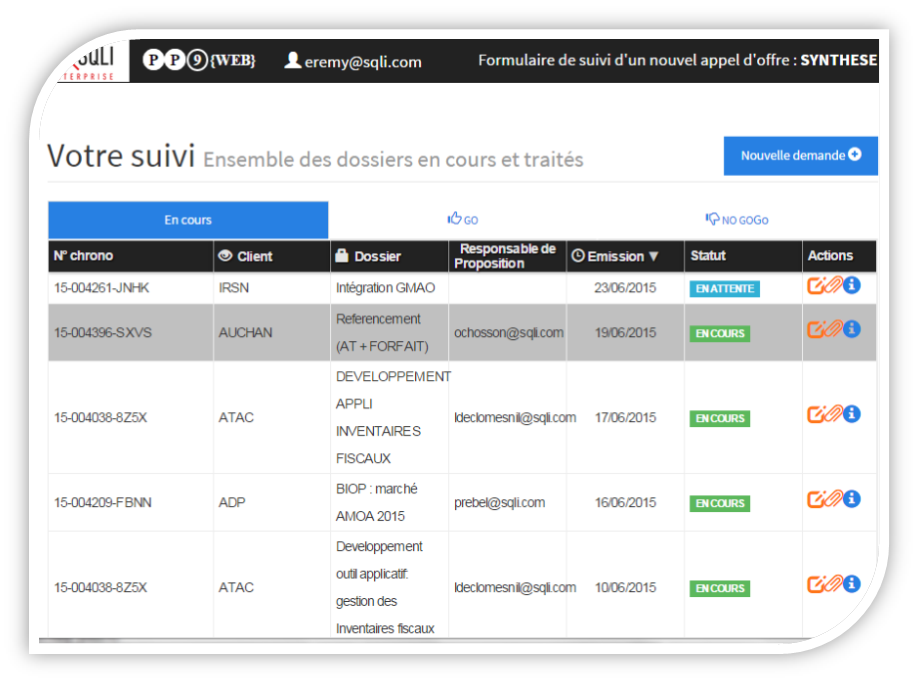 SQLI
TERPRISE
PP9{WEB}
eremy@sqli.com
Formulaire de suivi d'un nouvel appel d'offre : SYNTHESE
Votre suivi Ensemble des dossiers en cours et traités
Nouvelle demande
En cours
GO
NO GOGo
N° chrono Client Dossier Responsable de Proposition Emission ▼ Statut Actions
15-004261-JNHK IRSN Intégration GMAO 23/06/2015 EN ATTENTE
15-004396-SXVS AUCHAN Referencement
(AT + FORFAIT) ochosson@sqli.com 19/06/2015 EN COURS
15-004038-8Z5X ATAC DEVELOPPEMENT
APPLI
INVENTAIRES
FISCAUX ldeclomesnil@sqli.com 17/06/2015 EN COURS
15-004209-FBNN ADP BIOP : marché
AMOA 2015 prebel@sqli.com 16/06/2015 EN COURS
15-004038-8Z5X ATAC Developpement
outil applicatif:
gestion des
Inventaires fiscaux ldeclomesnil@sqli.com 10/06/2015 EN COURS